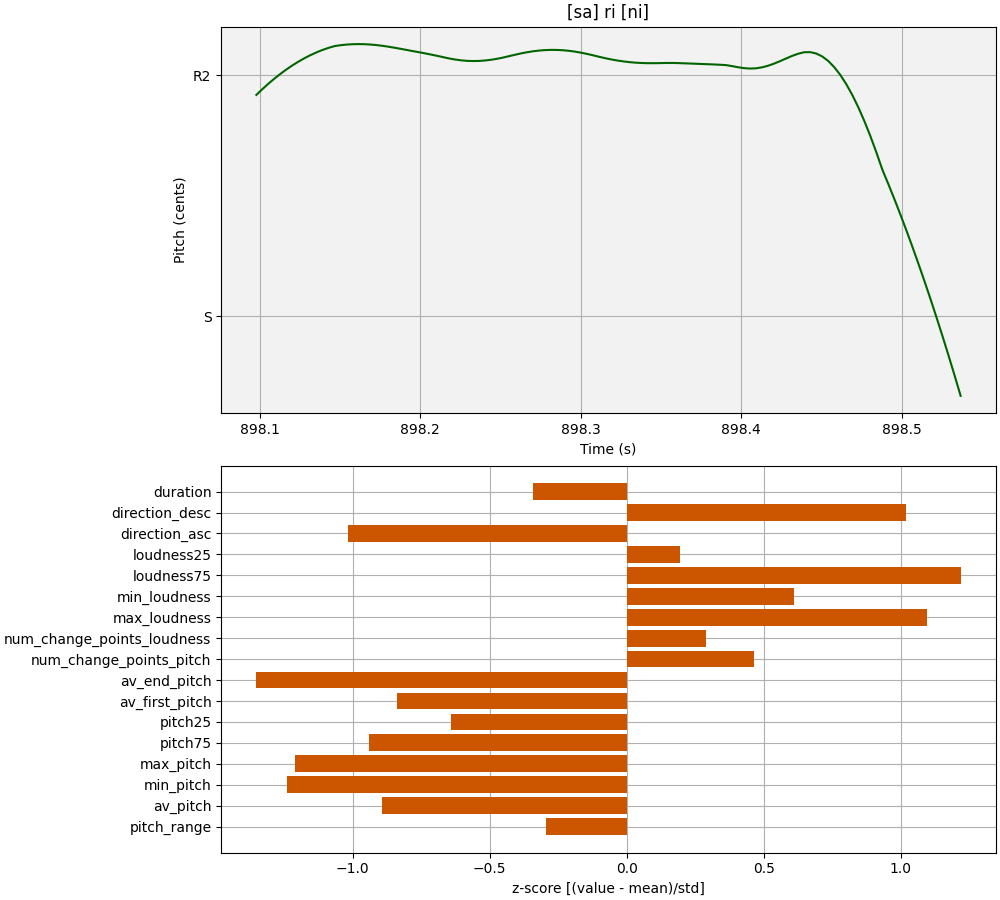 [sa] ri [ni]
R2
S
Pitch (cents)
898.1 898.2 898.3 898.4 898.5
Time (s)
duration
direction_desc
direction_asc
loudness25
loudness75
min_loudness
max_loudness
num_change_points_loudness
num_change_points_pitch
av_end_pitch
av_first_pitch
pitch25
pitch75
max_pitch
min_pitch
av_pitch
pitch_range
−1.0 −0.5 0.0 0.5 1.0
z-score [(value - mean)/std]